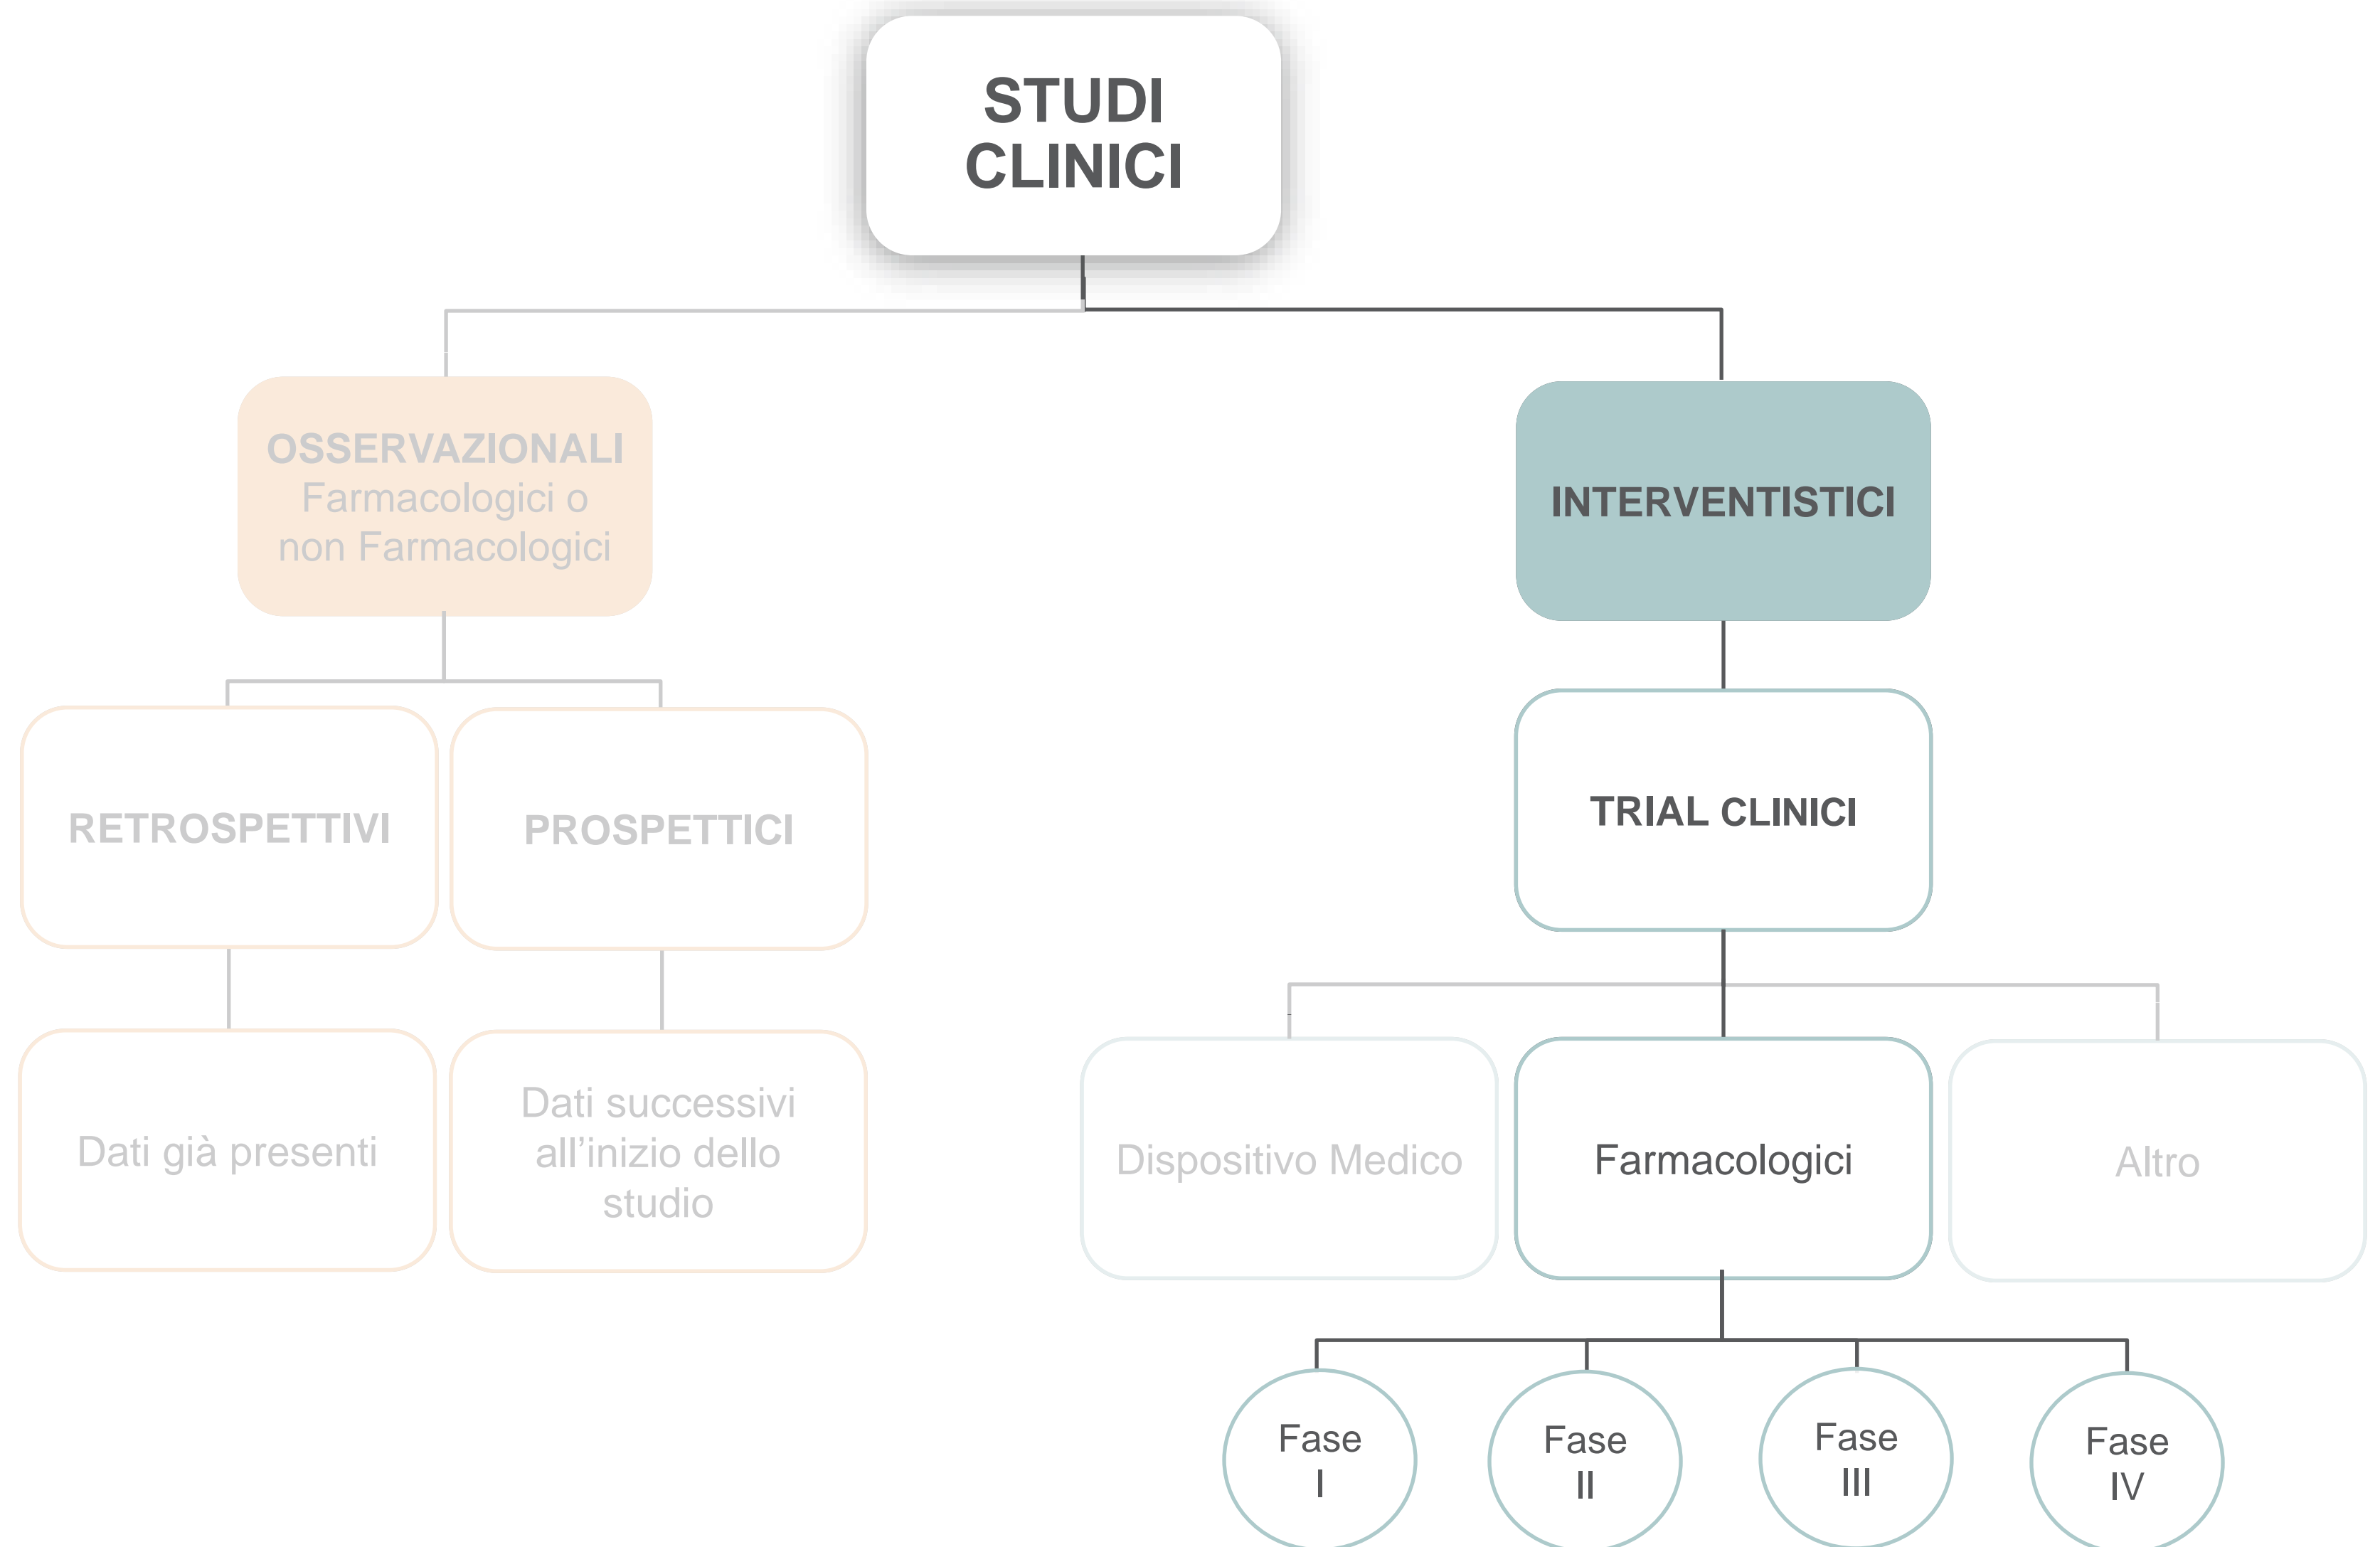 STUDI
CLINICI
OSSERVAZIONALI
Farmacologici o
non Farmacologici
INTERVENTISTICI
RETROSPETTIVI
PROSPETTICI
TRIAL CLINICI
Dati già presenti
Dati successivi
all’inizio dello
studio
Dispositivo Medico
Farmacologici
Altro
Fase
I
Fase
II
Fase
III
Fase
IV